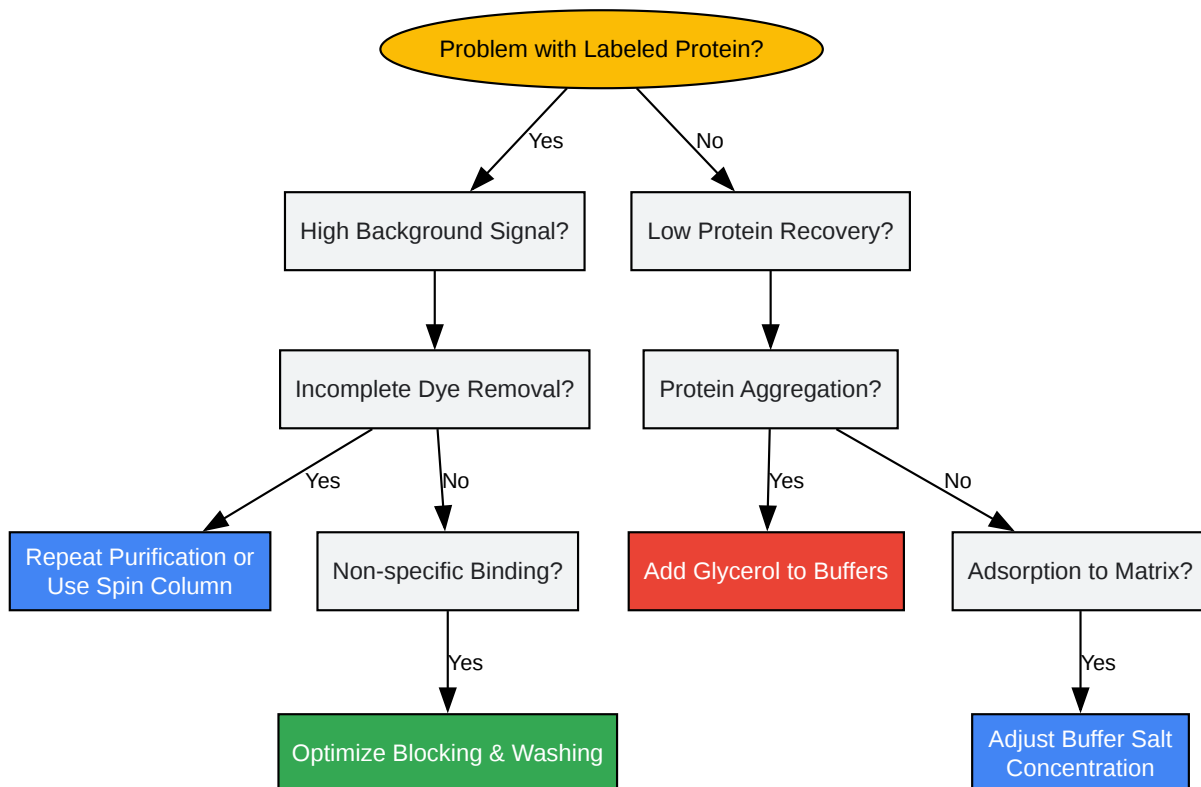 Problem with Labeled Protein?
Yes
No
High Background Signal?
Low Protein Recovery?
Incomplete Dye Removal?
Protein Aggregation?
Yes
No
Yes
No
Repeat Purification or
Use Spin Column
Non-specific Binding?
Add Glycerol to Buffers
Adsorption to Matrix?
Yes
Yes
Optimize Blocking & Washing
Adjust Buffer Salt
Concentration